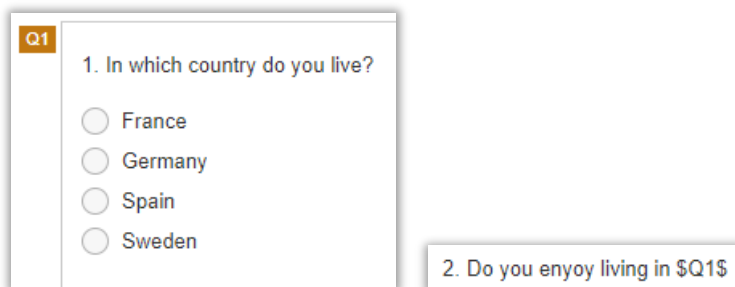 Q1
1. In which country do you live?
France
Germany
Spain
Sweden
2. Do you enyoy living in $Q1$